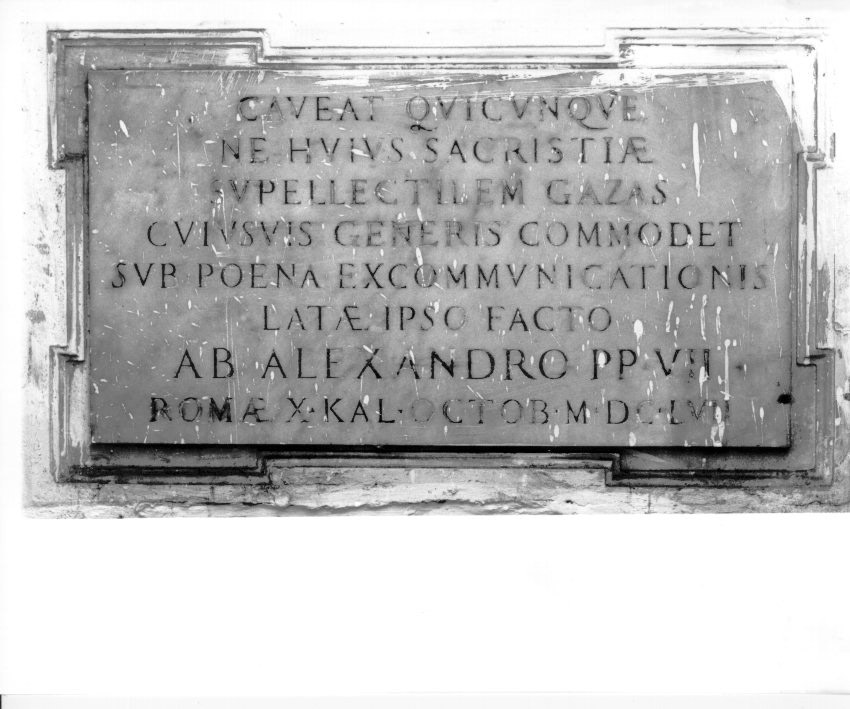 CAVEAT QVICVNQVE
NE HVIVS SACRISTIÆ
SVPELLECTILEM GAZAS
CVIVSVIS GENERIS COMMODET
SVB POENA EXCOMMVNICATIONIS
LATÆ IPSO FACTO
AB ALEXANDRO PP VII
ROMÆ X·KAL·OCTOB·M·DC·LVII